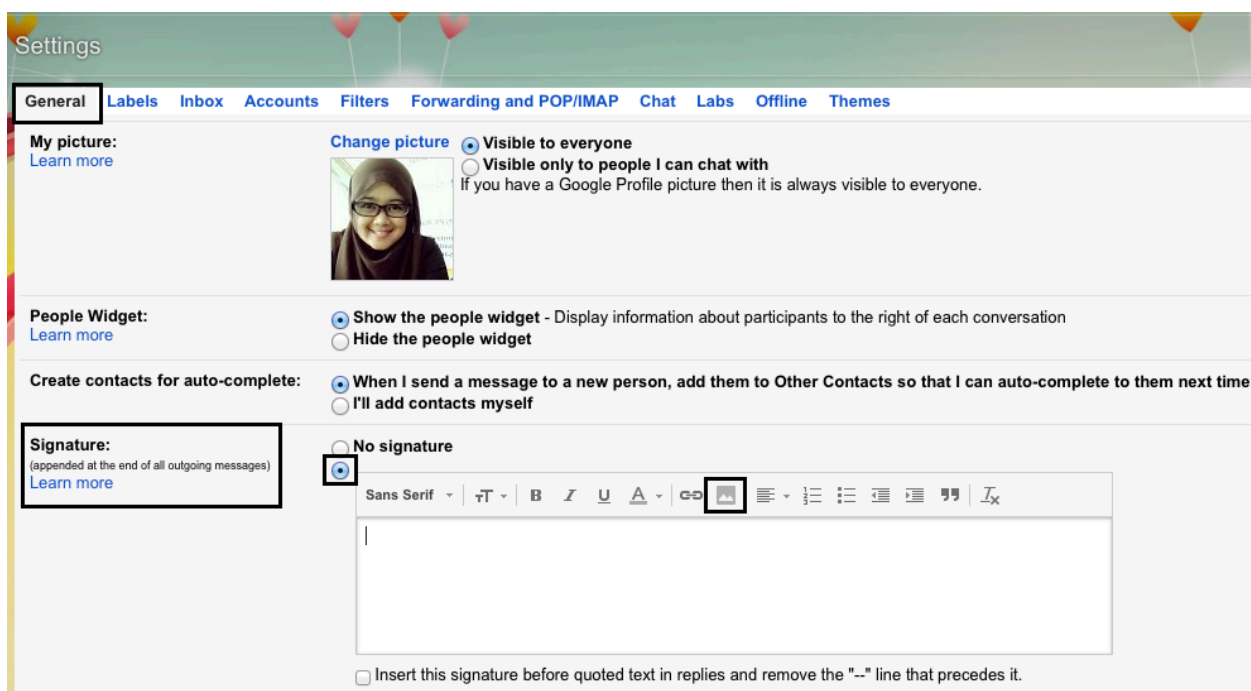 Settings
General Labels Inbox Accounts Filters Forwarding and POP/IMAP Chat Labs Offline Themes
My picture:
Learn more
Change picture
Visible to everyone
Visible only to people I can chat with
If you have a Google Profile picture then it is always visible to everyone.
People Widget:
Learn more
Show the people widget - Display information about participants to the right of each conversation
Hide the people widget
Create contacts for auto-complete:
When I send a message to a new person, add them to Other Contacts so that I can auto-complete to them next time
I'll add contacts myself
Signature:
(appended at the end of all outgoing messages)
Learn more
No signature
Sans Serif TT B I U A Tx
Insert this signature before quoted text in replies and remove the "--" line that precedes it.